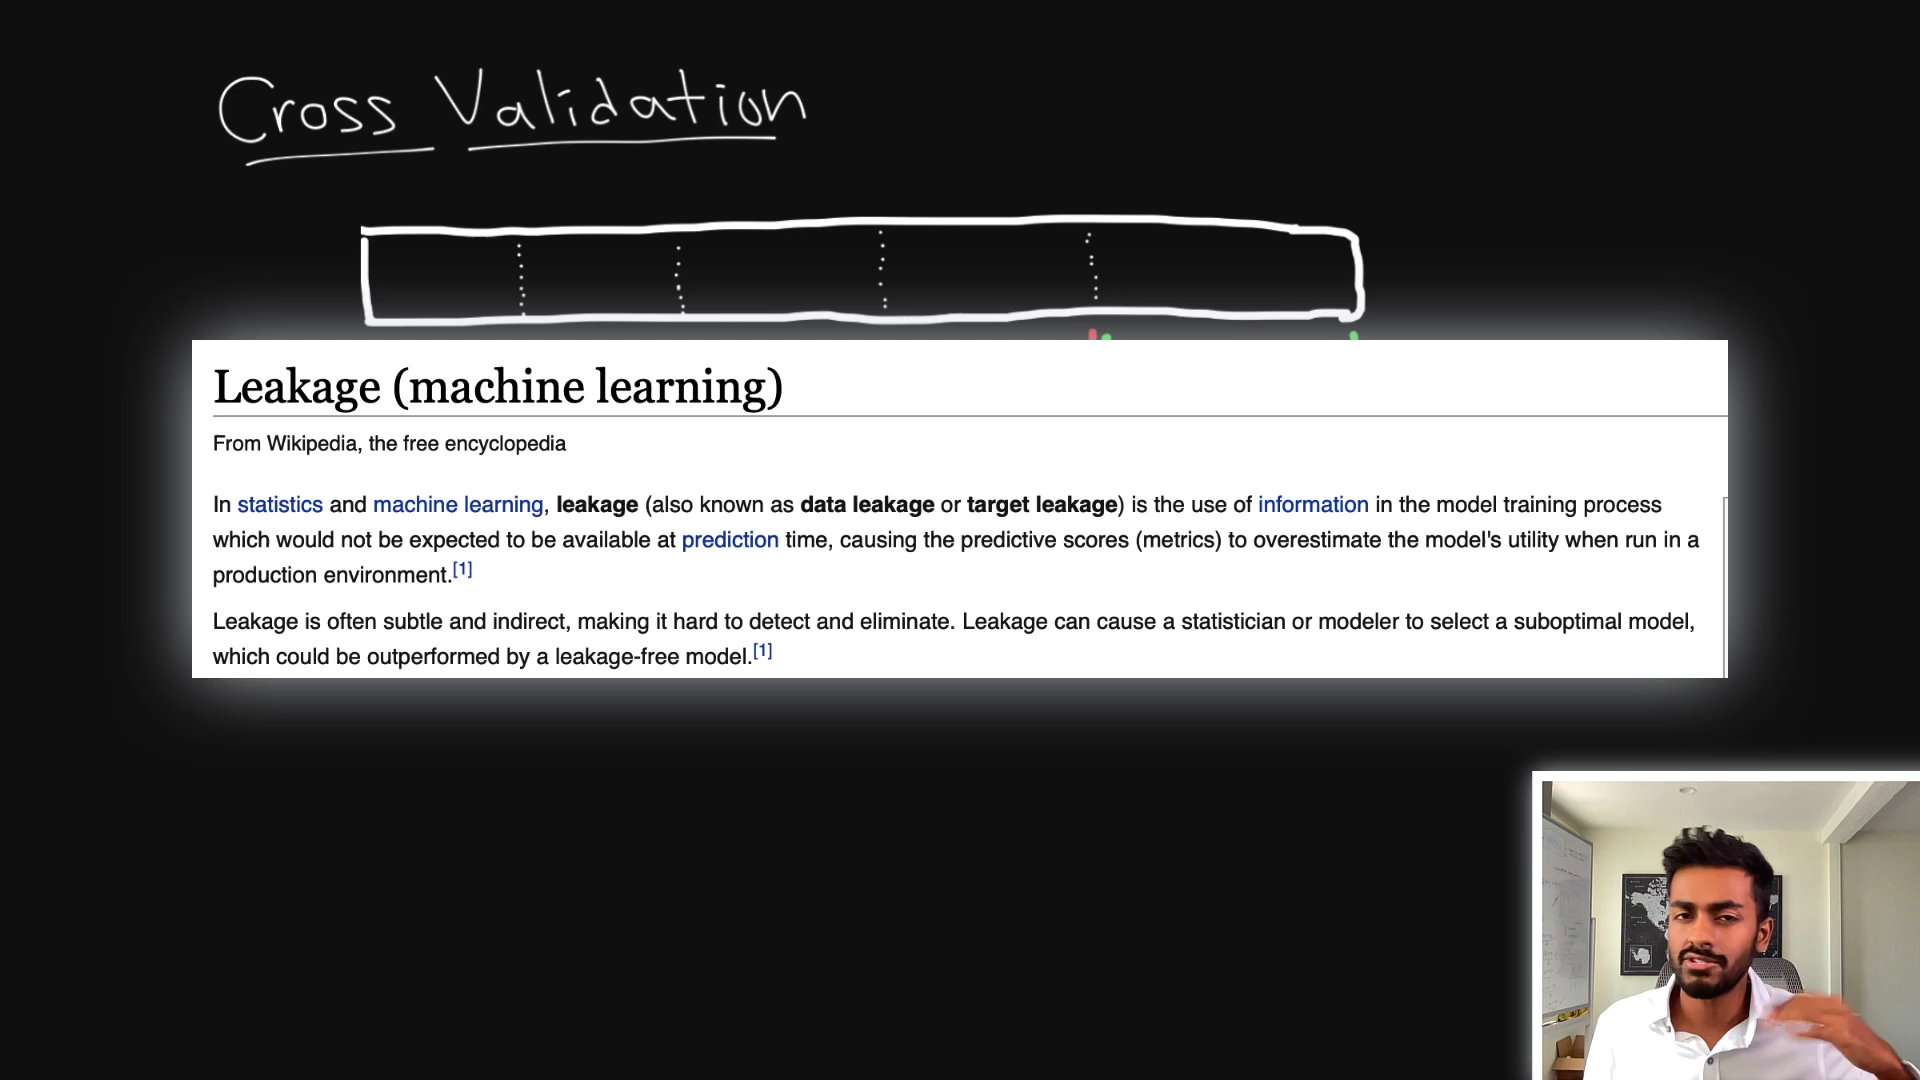 Cross Validation
Leakage (machine learning)
From Wikipedia, the free encyclopedia
In statistics and machine learning, leakage (also known as data leakage or target leakage) is the use of information in the model training process
which would not be expected to be available at prediction time, causing the predictive scores (metrics) to overestimate the model's utility when run in a
production environment.[1]
Leakage is often subtle and indirect, making it hard to detect and eliminate. Leakage can cause a statistician or modeler to select a suboptimal model,
which could be outperformed by a leakage-free model.[1]